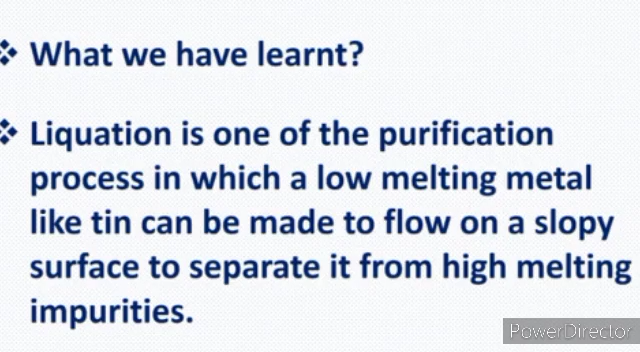 What we have learnt?
Liquation is one of the purification
process in which a low melting metal
like tin can be made to flow on a slopy
surface to separate it from high melting
impurities.
PowerDirector